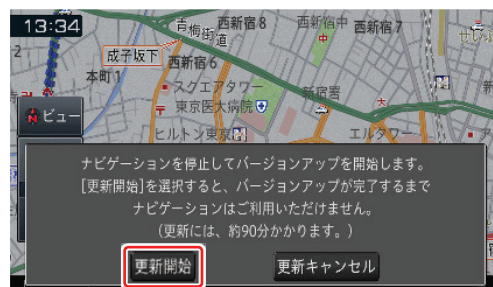 13:34
青梅街道
西新宿8
西新宿中
西新宿7
成子坂下
西新宿6
本町1
スクエアタワー
新宿署
東京医大病院
ビュー
ヒルトン東京
エルタワー
ナビゲーションを停止してバージョンアップを開始します。
[更新開始]を選択すると、バージョンアップが完了するまで
ナビゲーションはご利用いただけません。
(更新には、約90分かかります。)
更新開始
更新キャンセル